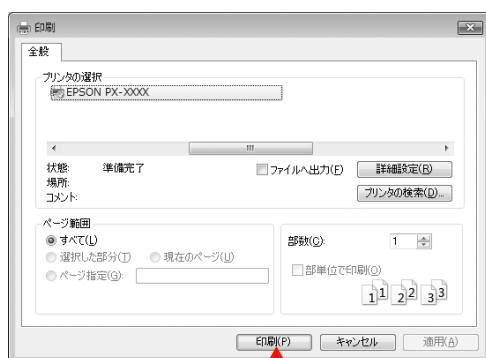 印刷
全般
プリンタの選択
EPSON PX-XXXX
状態: 準備完了
ファイルへ出力(F)
詳細設定(R)
場所:
コメント:
プリンタの検索(D)...
ページ範囲
すべて(L)
選択した部分(T) 現在のページ(U)
ページ指定(G):
部数(C): 1
部単位で印刷(O)
1 1 2 2 3 3
印刷(P) キャンセル 適用(A)